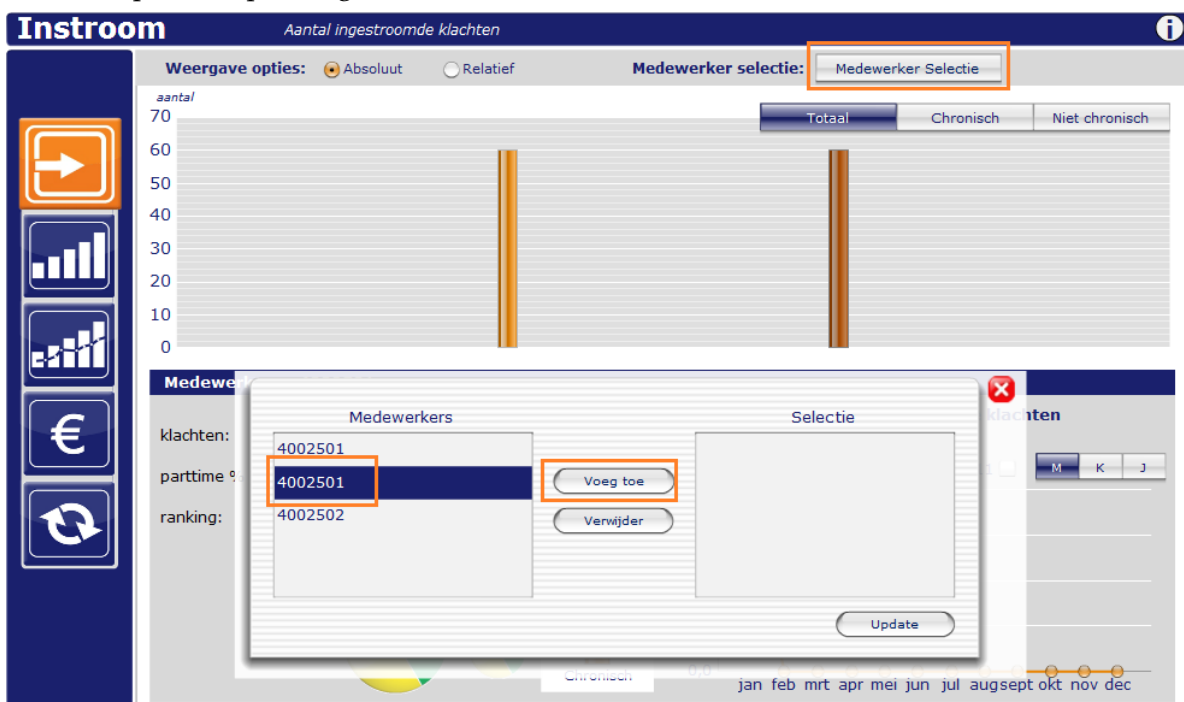 Instroom Aantal ingestroomde klachten i
Weergave opties: Absoluut Relatief Medewerker selectie: Medewerker Selectie
aantal
Totaal Chronisch Niet chronisch
70
60
50
40
30
20
10
0
€
Medewerkers Selectie
klachten:
parttime %
ranking:
4002501
4002501
4002502
Voeg toe
Verwijder
Update
M K J
Chronisch
0,0
jan feb mrt apr mei jun jul aug sept okt nov dec